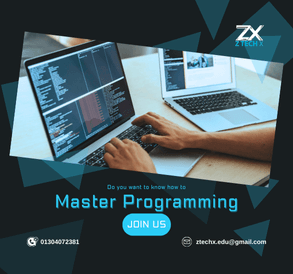 ZX
ZTECH X
Do you want to know how to
Master Programming
JOIN US
01304072381
ztechx.edu@gmail.com